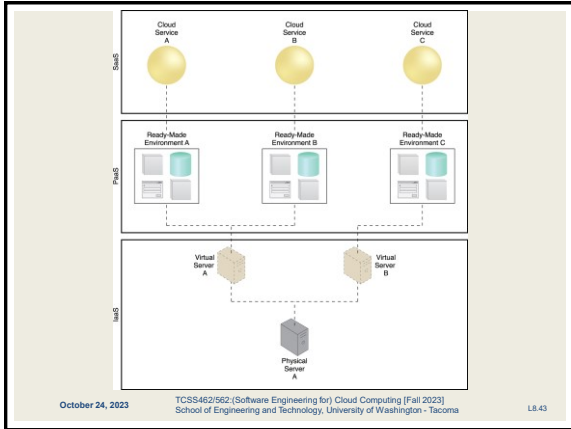 SaaS
Cloud
Service
A
Cloud
Service
B
Cloud
Service
C
PaaS
Ready-Made
Environment A
Ready-Made
Environment B
Ready-Made
Environment C
IaaS
Virtual
Server
A
Virtual
Server
B
Physical
Server
A
October 24, 2023
TCSS462/562:(Software Engineering for) Cloud Computing [Fall 2023]
School of Engineering and Technology, University of Washington - Tacoma
L8.43